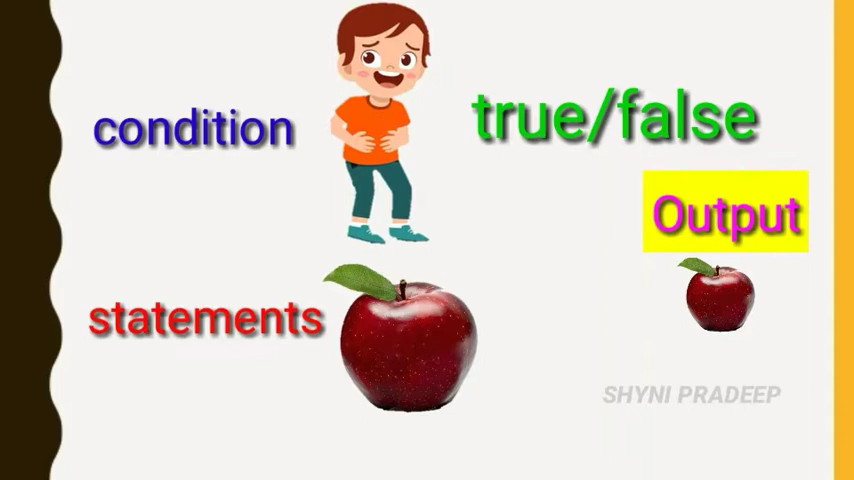 condition
true/false
Output
statements
SHYNI PRADEEP